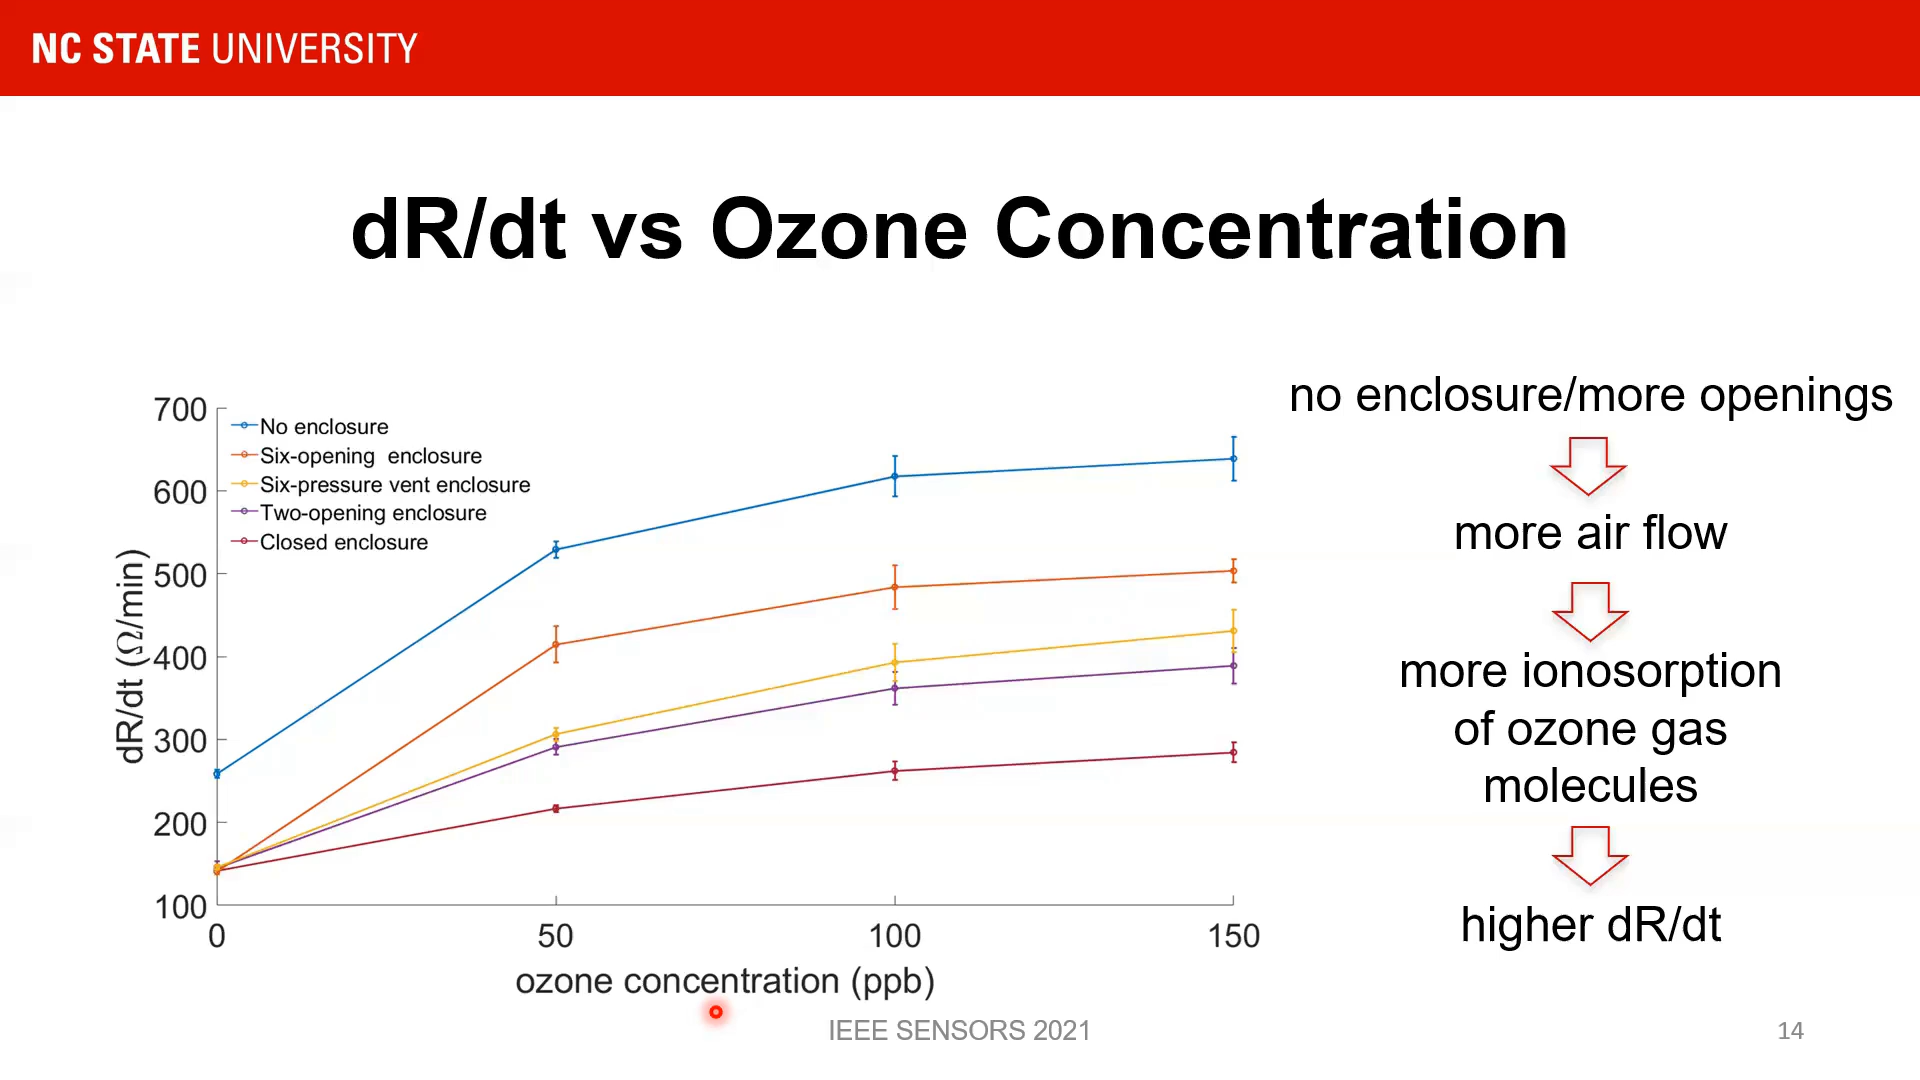 NC STATE UNIVERSITY
dR/dt vs Ozone Concentration
700
600
500
400
300
200
100
dR/dt (Ω/min)
No enclosure
Six-opening enclosure
Six-pressure vent enclosure
Two-opening enclosure
Closed enclosure
0 50 100 150
ozone concentration (ppb)
no enclosure/more openings
more air flow
more ionosorption
of ozone gas
molecules
higher dR/dt
IEEE SENSORS 2021
14